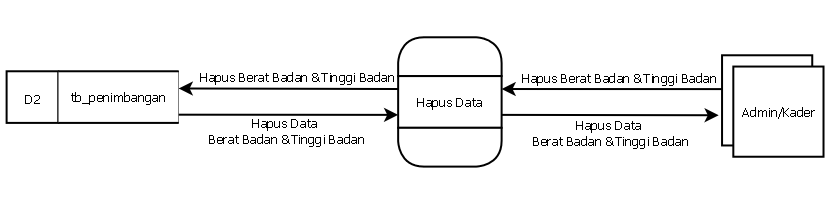 Hapus Berat Badan &Tinggi Badan
Hapus Berat Badan &Tinggi Badan
D2
tb_penimbangan
Hapus Data
Admin/Kader
Hapus Data
Berat Badan &Tinggi Badan
Hapus Data
Berat Badan &Tinggi Badan